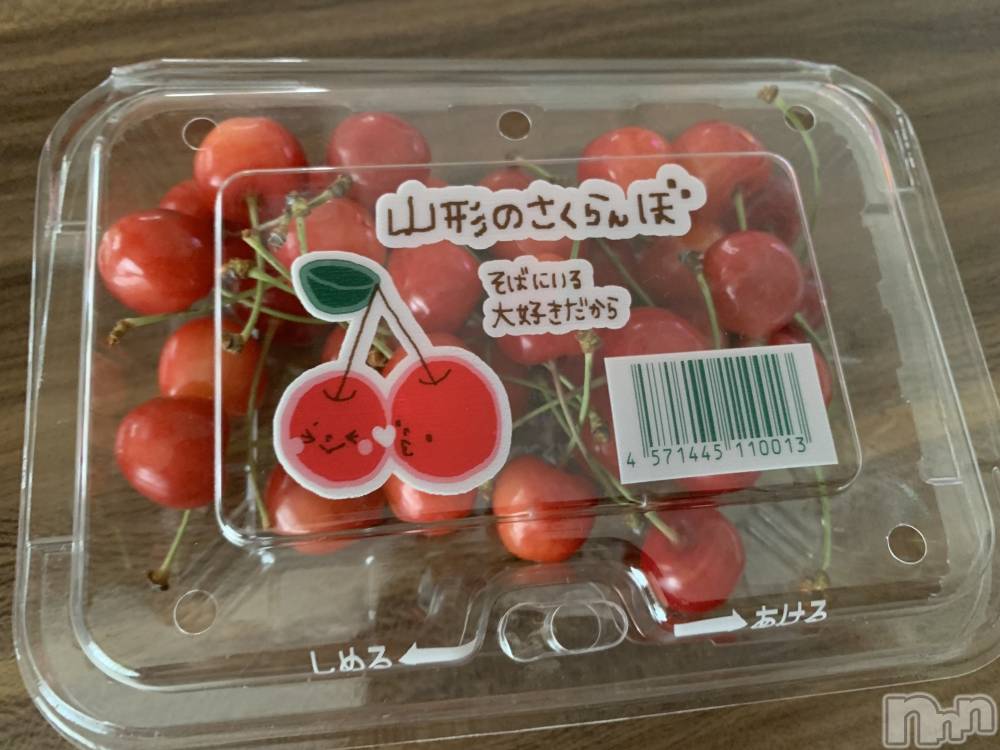 山形のさくらんぼ
そばにいる
大好きだから
4 571445 110013
しめる
あける
nnn